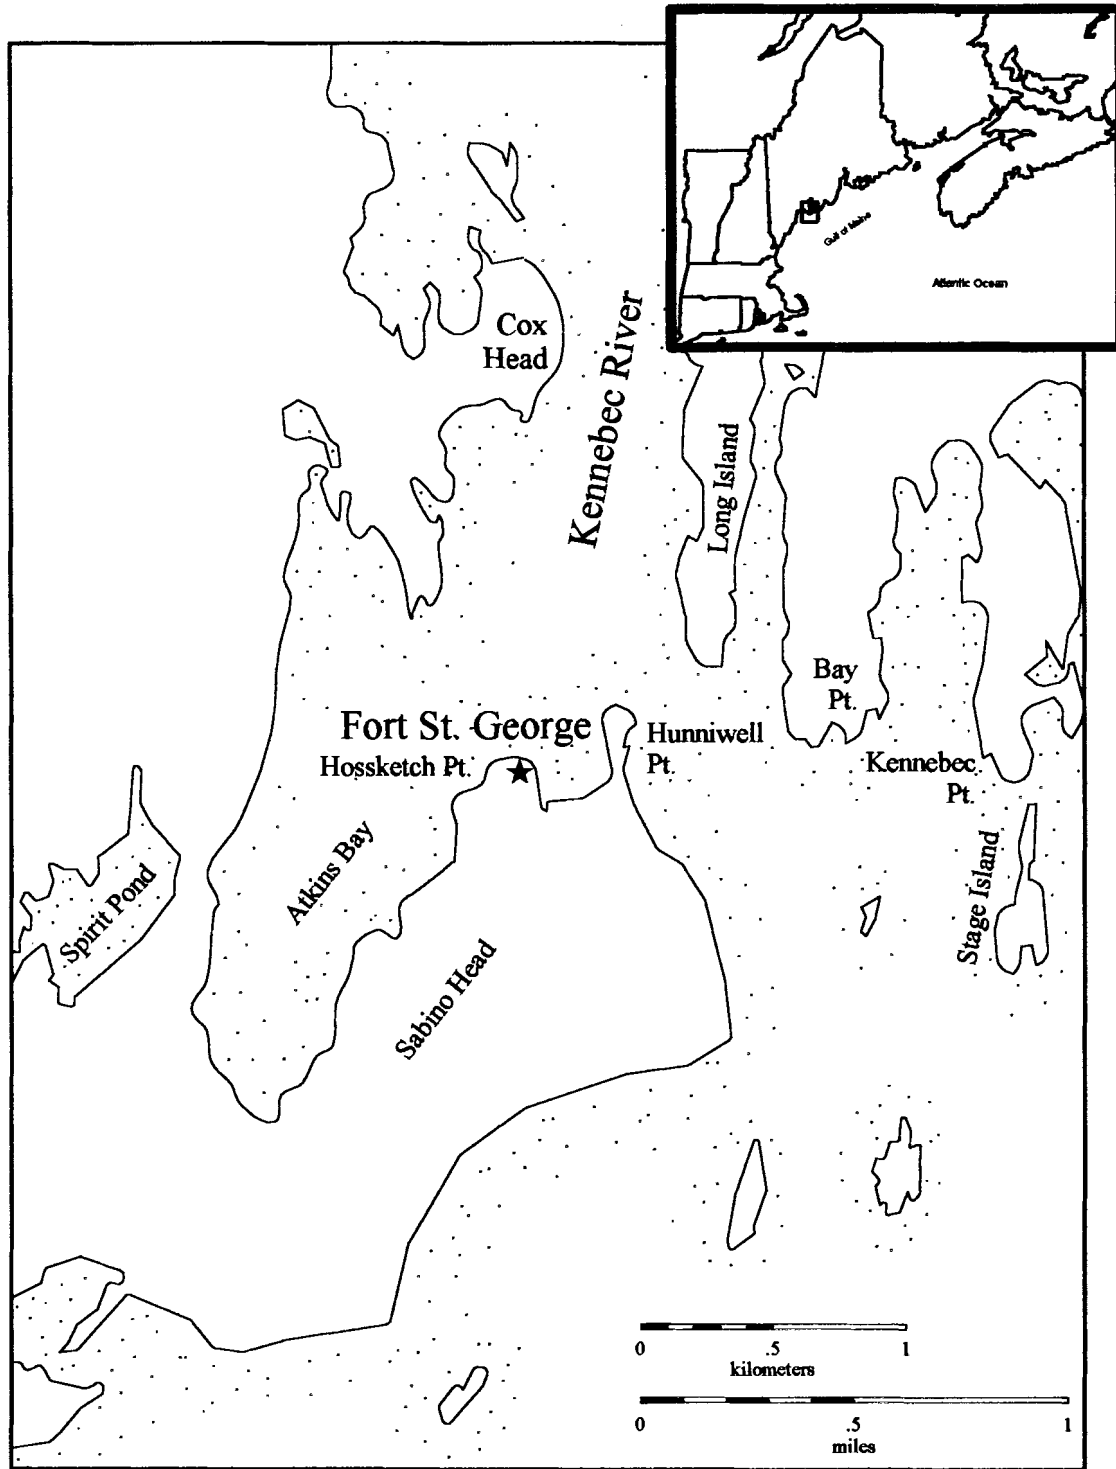 Gulf of Maine
Atlantic Ocean
Cox
Head
Kennebec River
Long Island
Bay
Pt.
Fort St. George
Hossketch Pt.
Hunniwell
Pt.
Kennebec
Pt.
Spirit Pond
Atkins Bay
Stage Island
Sabino Head
0 .5 1
kilometers
0 .5 1
miles